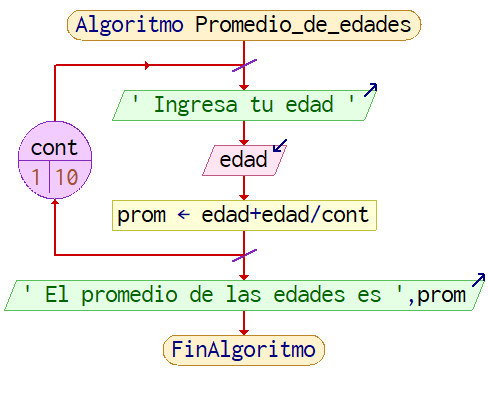 Algoritmo Promedio_de_edades
' Ingresa tu edad '
cont
1 10
edad
prom ← edad+edad/cont
' El promedio de las edades es ',prom
FinAlgoritmo